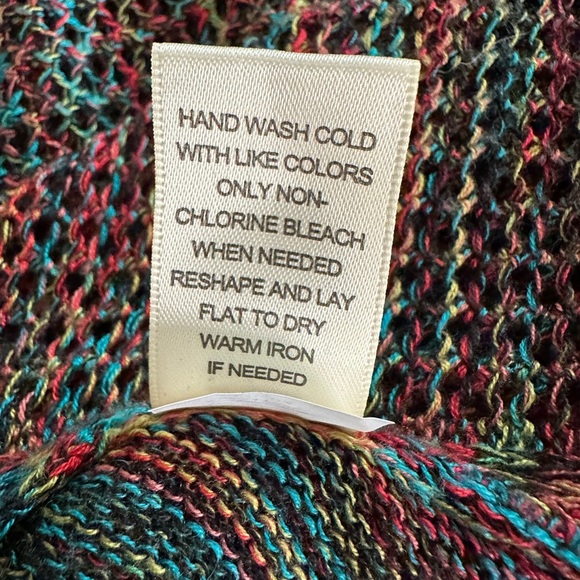 HAND WASH COLD
WITH LIKE COLORS
ONLY NON-
CHLORINE BLEACH
WHEN NEEDED
RESHAPE AND LAY
FLAT TO DRY
WARM IRON
IF NEEDED